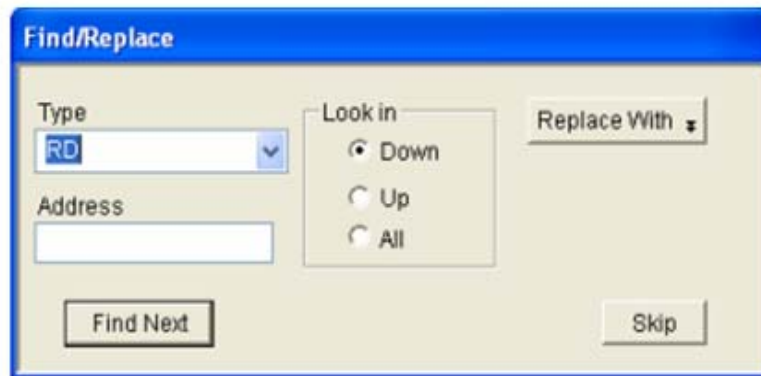 Find/Replace
Type
RD
Address
Look in
Down
Up
All
Replace With
Find Next
Skip